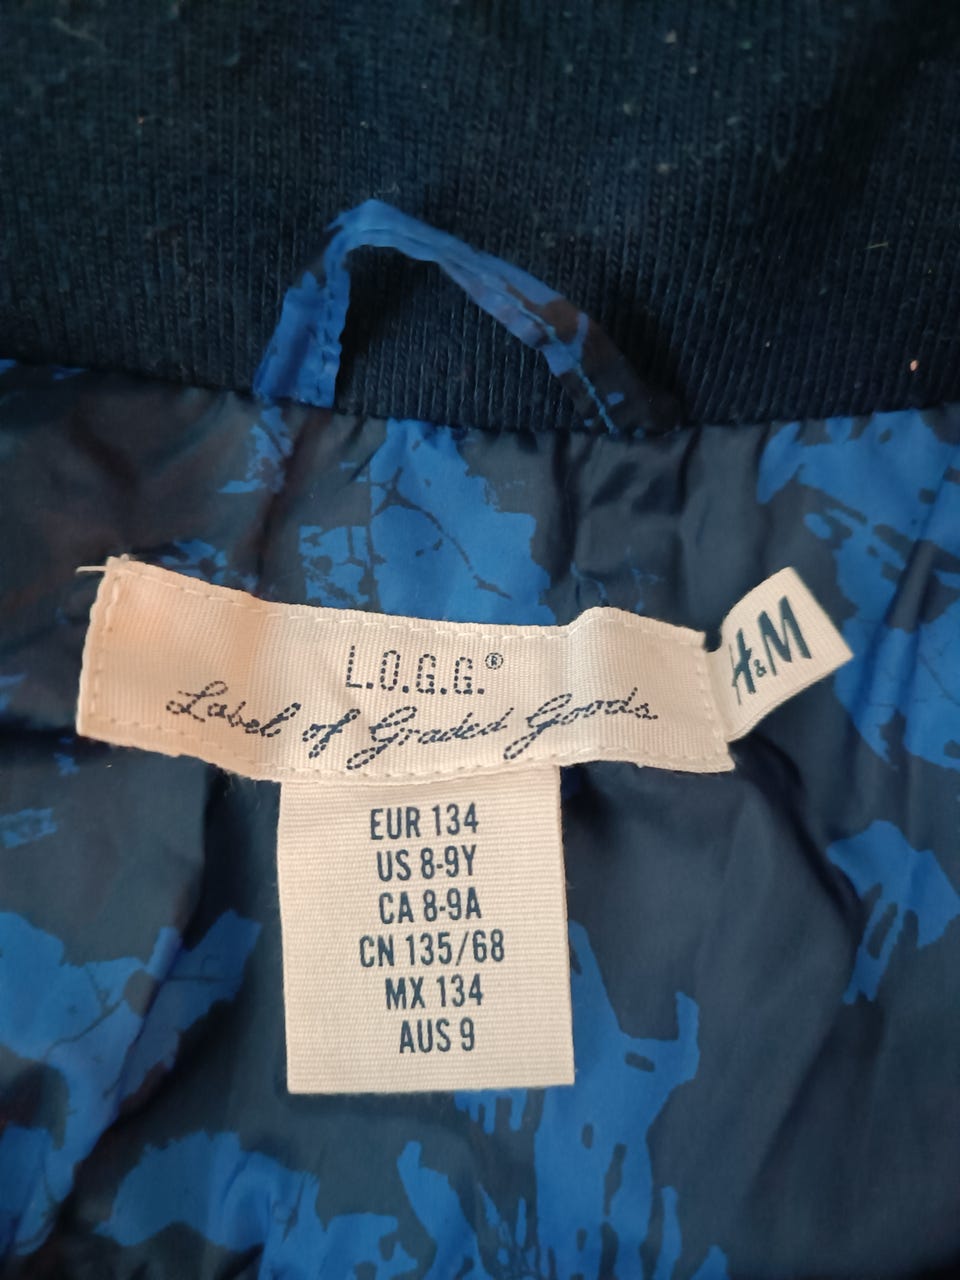 L.O.G.G.®
Label of Graded Goods
H&M
EUR 134
US 8-9Y
CA 8-9A
CN 135/68
MX 134
AUS 9